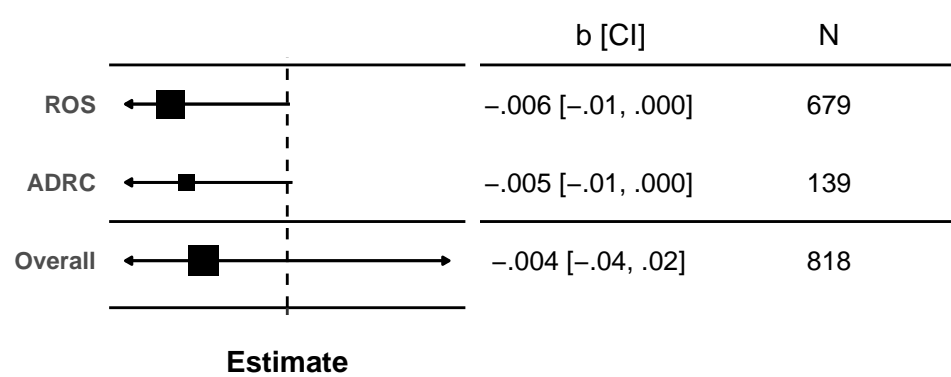 b [CI] N
ROS −.006 [−.01, .000] 679
ADRC −.005 [−.01, .000] 139
Overall −.004 [−.04, .02] 818
Estimate